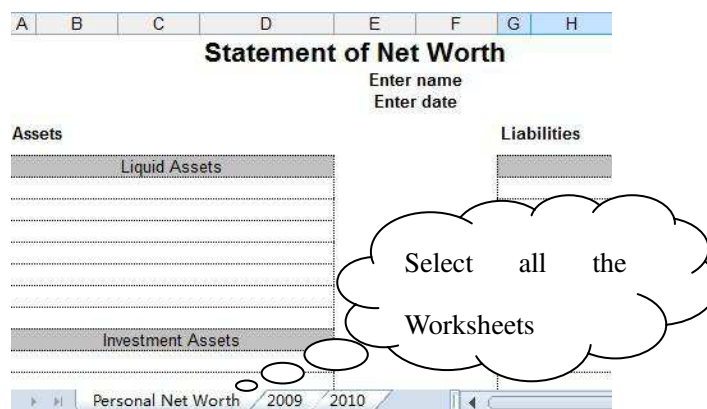 A B C D E F G H
Statement of Net Worth
Enter name
Enter date
Assets Liabilities
Liquid Assets
Select all the
Worksheets
Investment Assets
Personal Net Worth 2009 2010